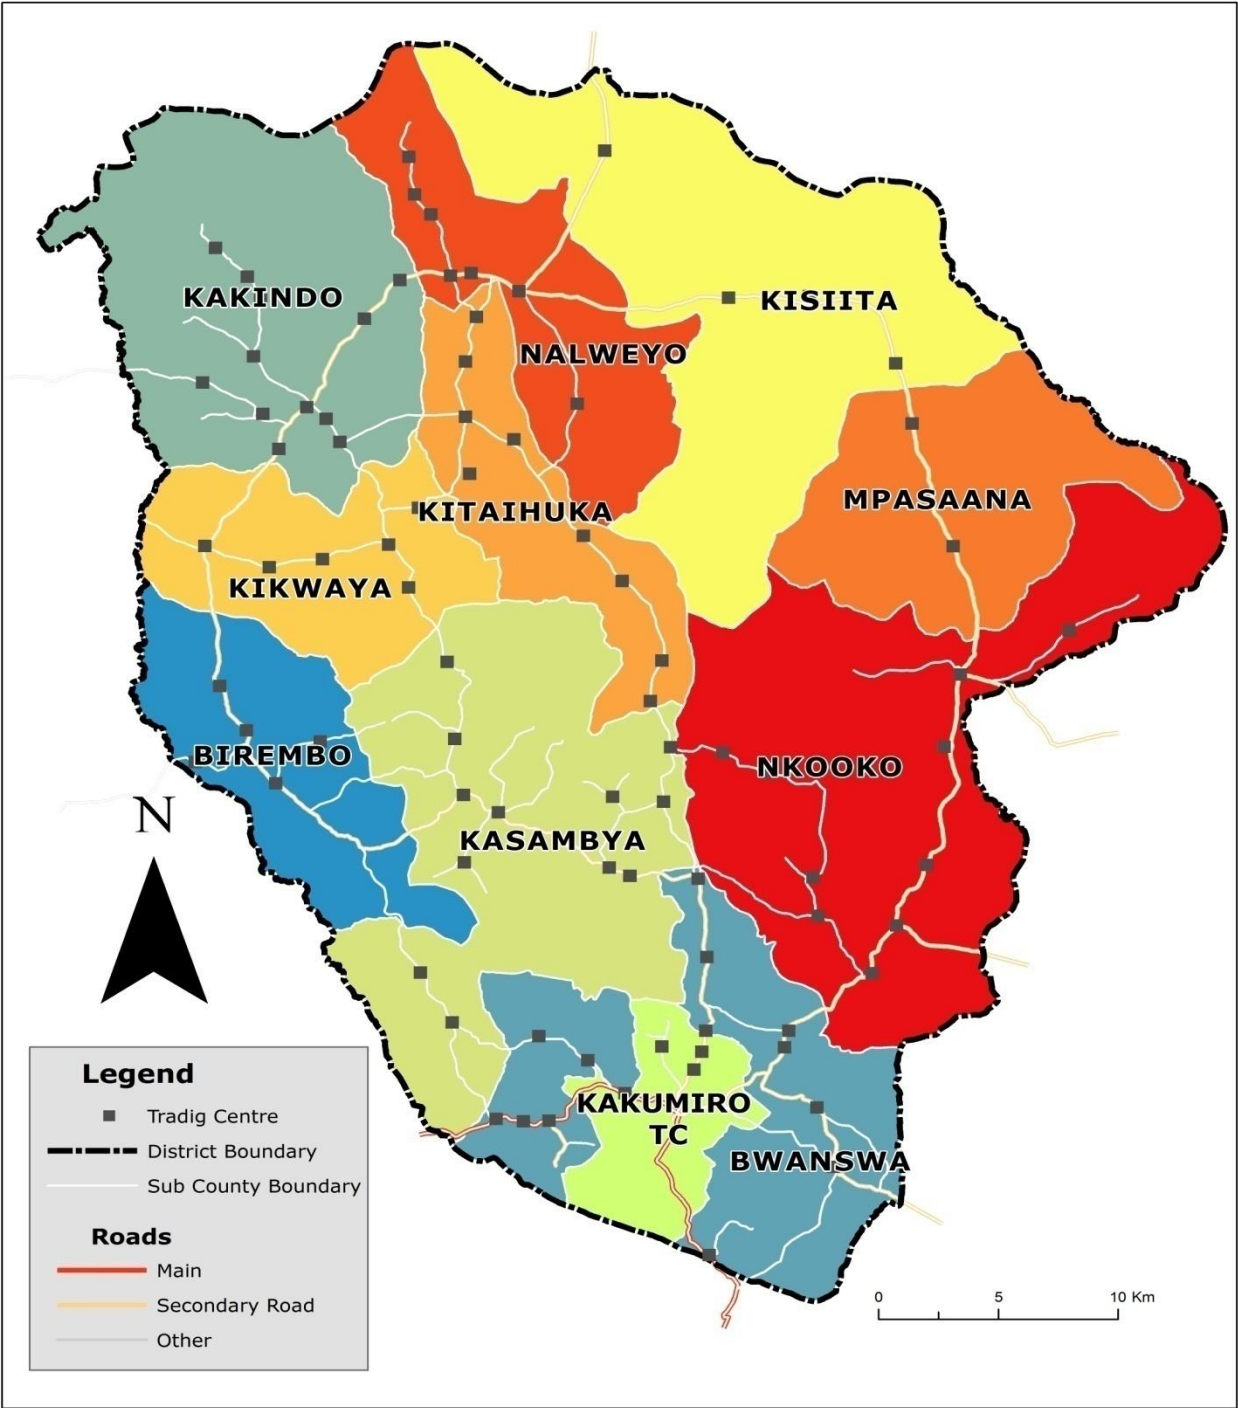 KAKINDO
KISIITA
NALWEYO
MPASAANA
KITAIHUKA
KIKWAYA
BIREMBO
NKOOKO
N
KASAMBYA
KAKUMIRO
TC
BWANSWA
Legend
Tradig Centre
District Boundary
Sub County Boundary
Roads
Main
Secondary Road
Other
0 5 10 Km